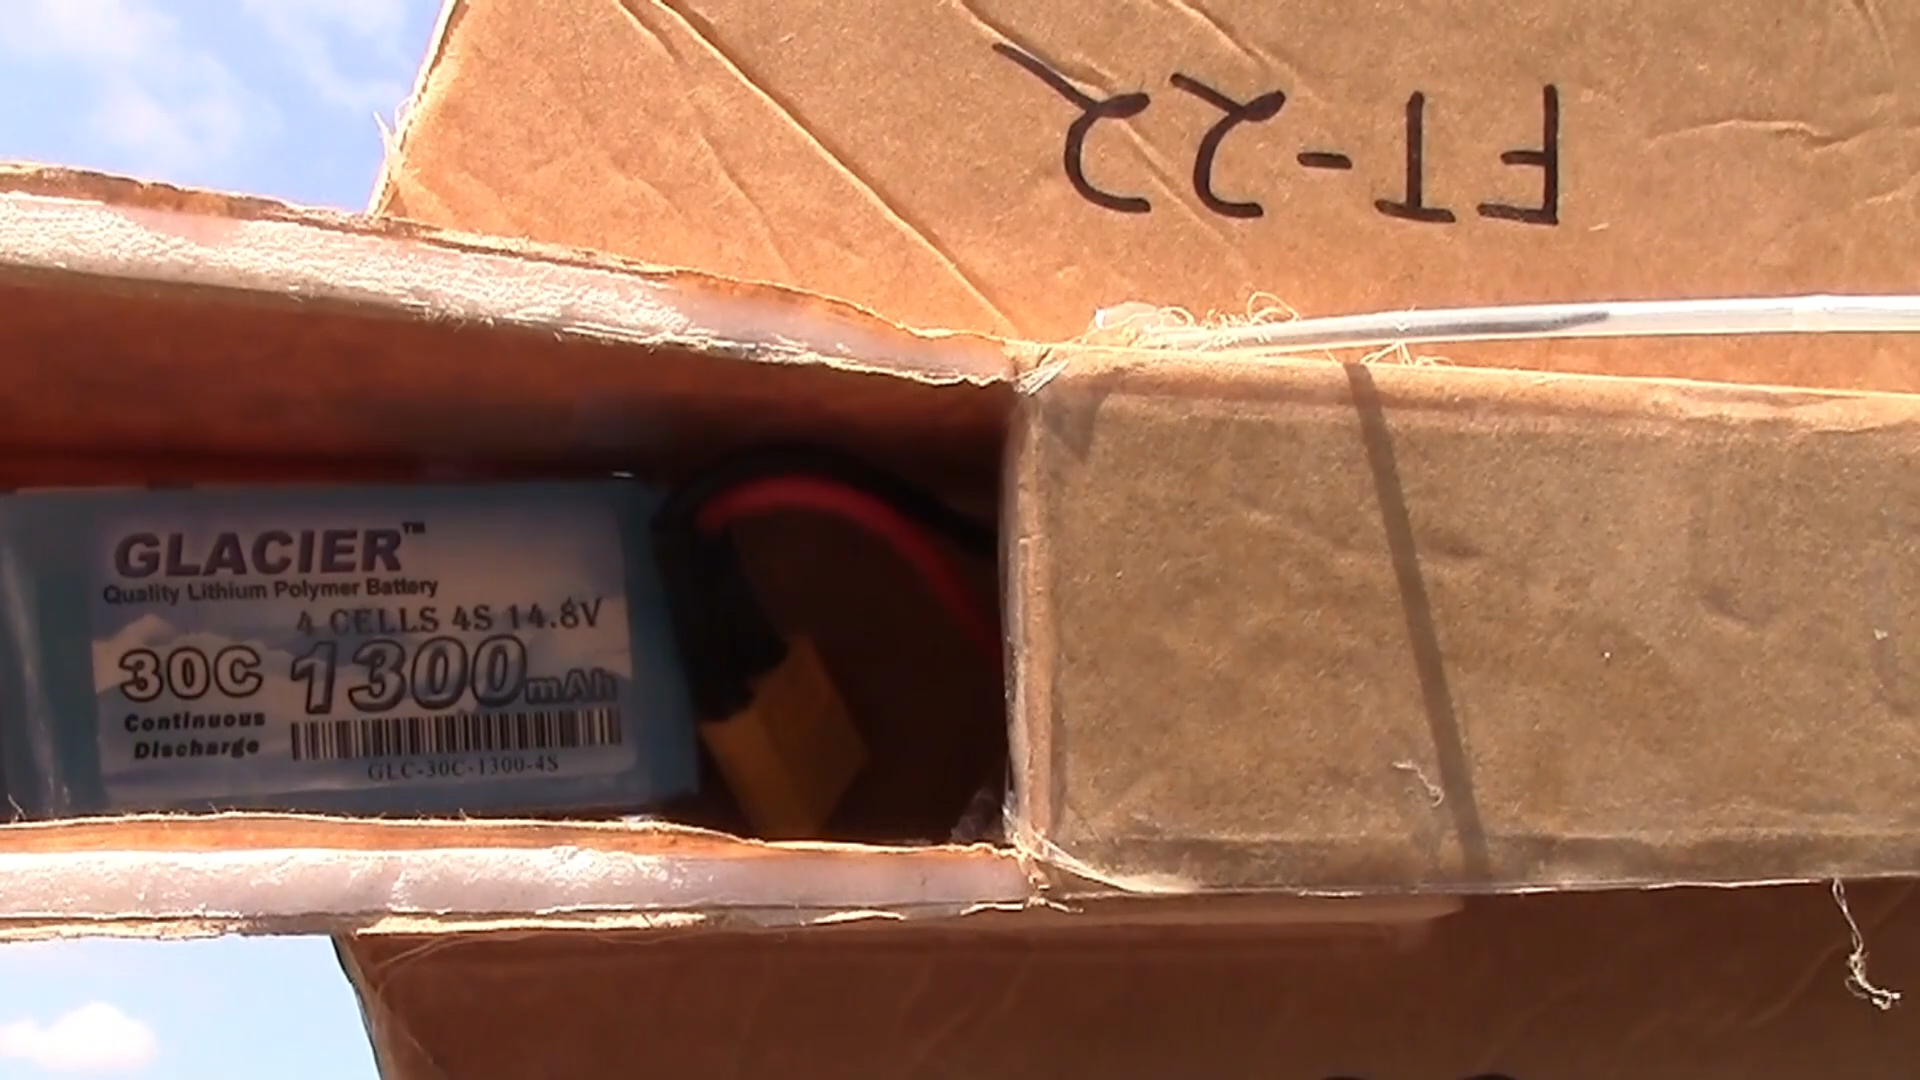 FT-22
GLACIER™
Quality Lithium Polymer Battery
4 CELLS 4S 14.8V
30C 1300mAh
Continuous
Discharge
GLC-30C-1300-4S